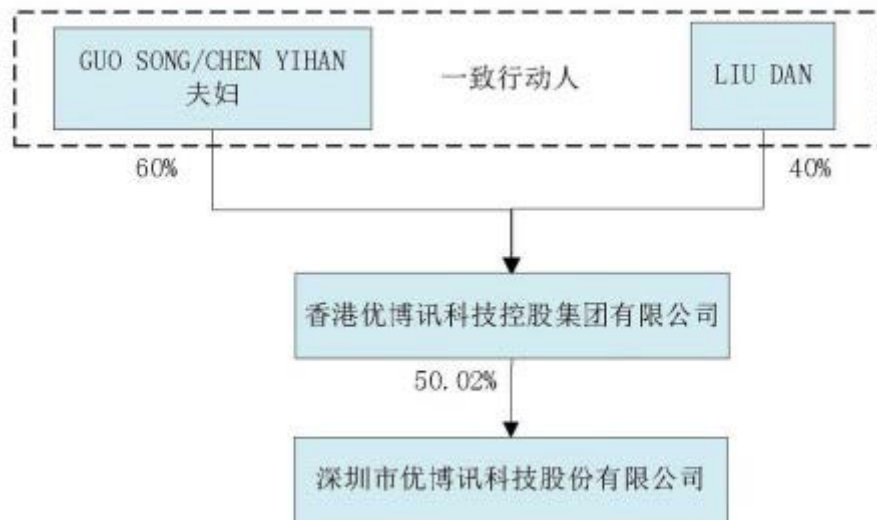 GUO SONG/CHEN YIHAN
夫妇
一致行动人
LIU DAN
60%
40%
香港优博讯科技控股集团有限公司
50.02%
深圳市优博讯科技股份有限公司